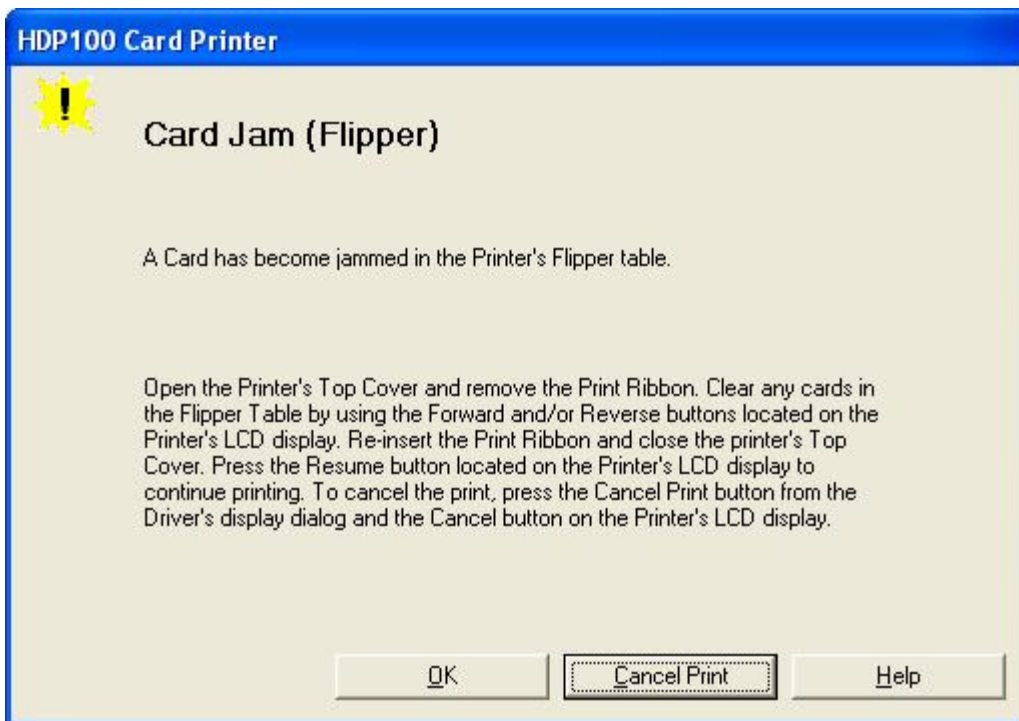 HDP100 Card Printer
!
Card Jam (Flipper)
A Card has become jammed in the Printer's Flipper table.
Open the Printer's Top Cover and remove the Print Ribbon. Clear any cards in
the Flipper Table by using the Forward and/or Reverse buttons located on the
Printer's LCD display. Re-insert the Print Ribbon and close the printer's Top
Cover. Press the Resume button located on the Printer's LCD display to
continue printing. To cancel the print, press the Cancel Print button from the
Driver's display dialog and the Cancel button on the Printer's LCD display.
OK
Cancel Print
Help